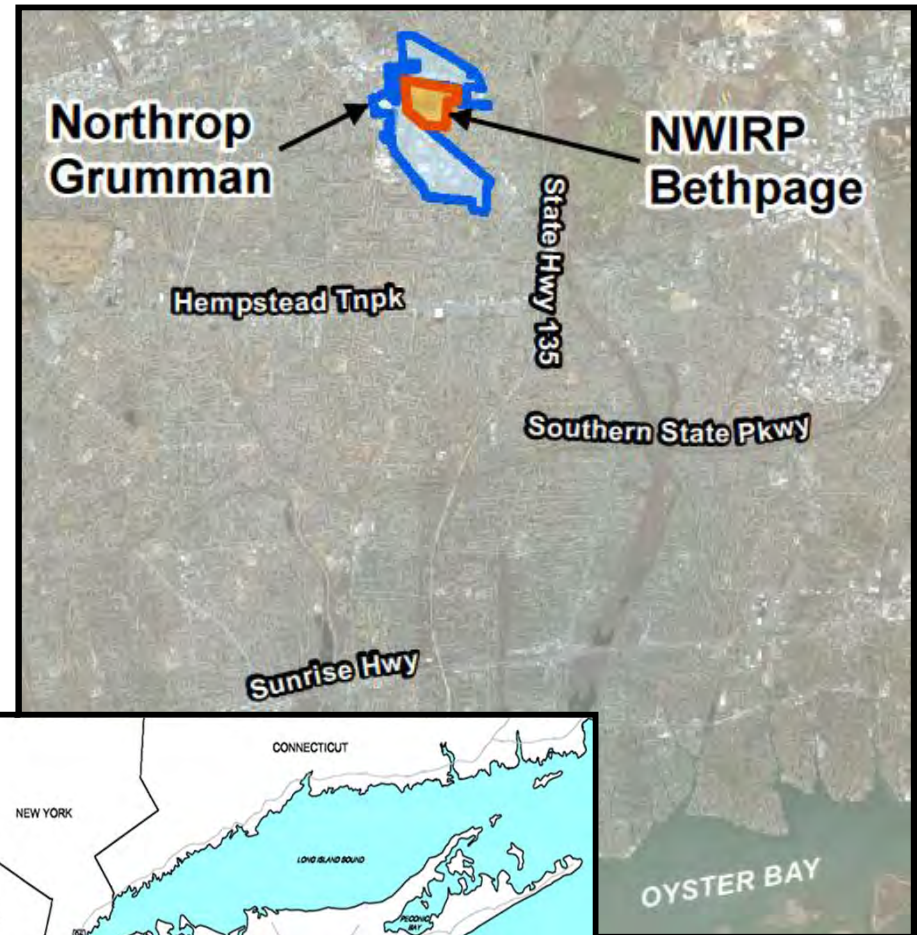 Northrop
Grumman
NWIRP
Bethpage
State Hwy 135
Hempstead Tnpk
Southern State Pkwy
Sunrise Hwy
OYSTER BAY
CONNECTICUT
NEW YORK
LONG ISLAND SOUND
PECONIC
BAY